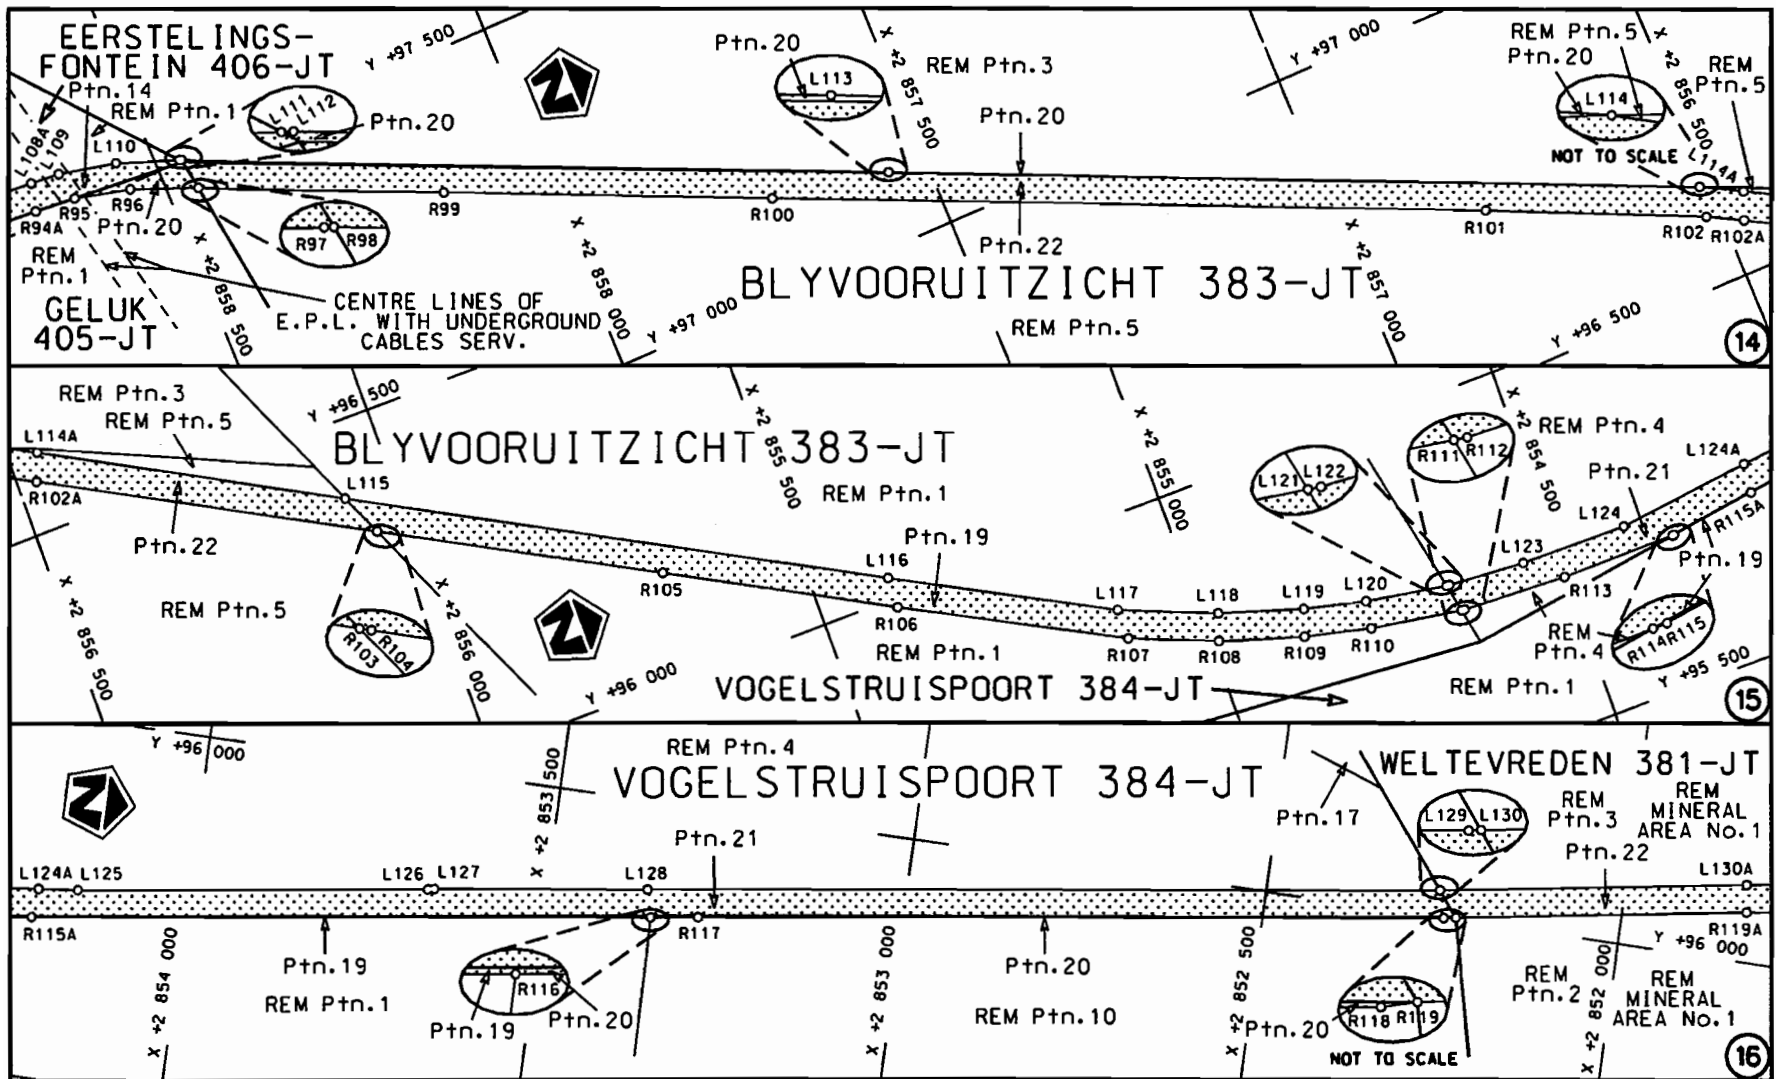 EERSTELINGS-
FONTEIN 406-JT
Ptn.14
REM Ptn.1
L108A
L109
L110
L111
L112
Ptn.20
Y +97 500
Ptn.20
L113
X +2 857 500
REM Ptn.3
Ptn.20
Y +97 000
REM Ptn.5
Ptn.20
L114
NOT TO SCALE
X +2 856 500
REM
Ptn.5
L114A
R94A
R95
R96
Ptn.20
R97
R98
R99
R100
R101
R102
R102A
REM
Ptn.1
X +2 858 500
X +2 858 000
Ptn.22
X +2 857 000
GELUK
405-JT
CENTRE LINES OF
E.P.L. WITH UNDERGROUND
CABLES SERV.
Y +97 000
BLYVOORUITZICHT 383-JT
REM Ptn.5
Y +96 500
14
REM Ptn.3
REM Ptn.5
L114A
R102A
Y +96 500
BLYVOORUITZICHT 383-JT
REM Ptn.1
X +2 855 500
X +2 855 000
L121
L122
R111
R112
X +2 854 500
REM Ptn.4
Ptn.21
L124A
L115
Ptn.22
L116
Ptn.19
L117
L118
L119
L120
L123
L124
R115A
Ptn.19
X +2 856 500
REM Ptn.5
R103
R104
X +2 856 000
R105
R106
REM Ptn.1
R107
R108
R109
R110
R113
REM
Ptn.4
R114
R115
Y +96 000
VOGELSTRUISPOORT 384-JT
REM Ptn.1
Y +95 500
15
Y +96 000
X +2 853 500
REM Ptn.4
VOGELSTRUISPOORT 384-JT
Ptn.17
WELTEVREDEN 381-JT
L129
L130
REM
Ptn.3
REM
MINERAL
AREA No.1
Ptn.21
Ptn.22
L124A
L125
L126
L127
L128
L130A
R115A
X +2 854 000
Ptn.19
REM Ptn.1
R116
Ptn.19
Ptn.20
R117
X +2 853 000
Ptn.20
REM Ptn.10
X +2 852 500
Ptn.20
R118
R119
NOT TO SCALE
REM
Ptn.2
X +2 852 000
Y +96 000
R119A
REM
MINERAL
AREA No.1
16